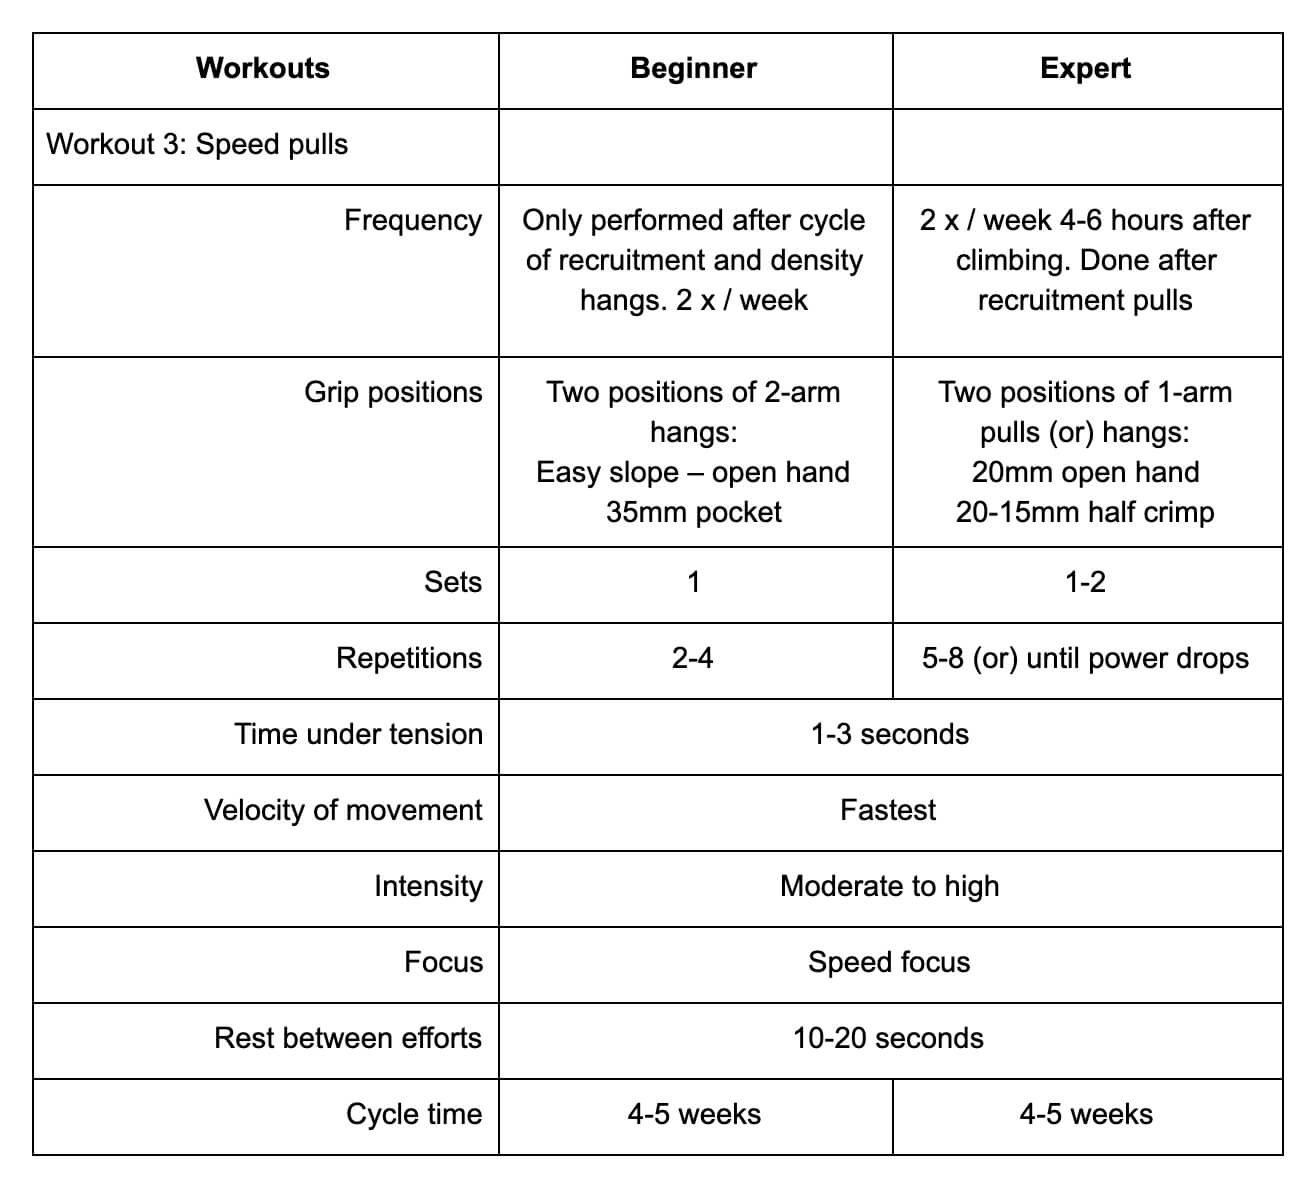 Workouts
Beginner
Expert
Workout 3: Speed pulls
Frequency
Only performed after cycle
of recruitment and density
hangs. 2 x / week
2 x / week 4-6 hours after
climbing. Done after
recruitment pulls
Grip positions
Two positions of 2-arm
hangs:
Easy slope – open hand
35mm pocket
Two positions of 1-arm
pulls (or) hangs:
20mm open hand
20-15mm half crimp
Sets
1
1-2
Repetitions
2-4
5-8 (or) until power drops
Time under tension
1-3 seconds
Velocity of movement
Fastest
Intensity
Moderate to high
Focus
Speed focus
Rest between efforts
10-20 seconds
Cycle time
4-5 weeks
4-5 weeks